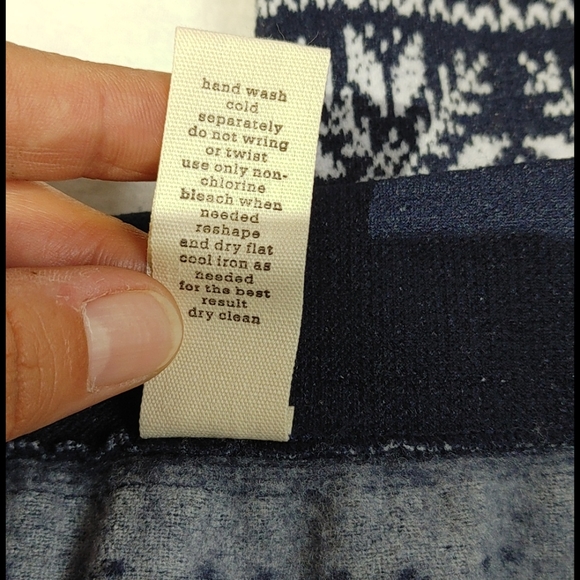 hand wash
cold
separately
do not wring
or twist
use only non-
chlorine
bleach when
needed
reshape
and dry flat
cool iron as
needed
for the best
result
dry clean